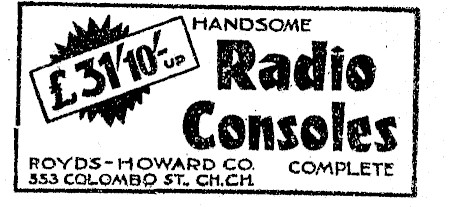 HANDSOME
£31'10'- UP
Radio
Consoles
COMPLETE
ROYDS-HOWARD CO.
553 COLOMBO ST., CH.CH